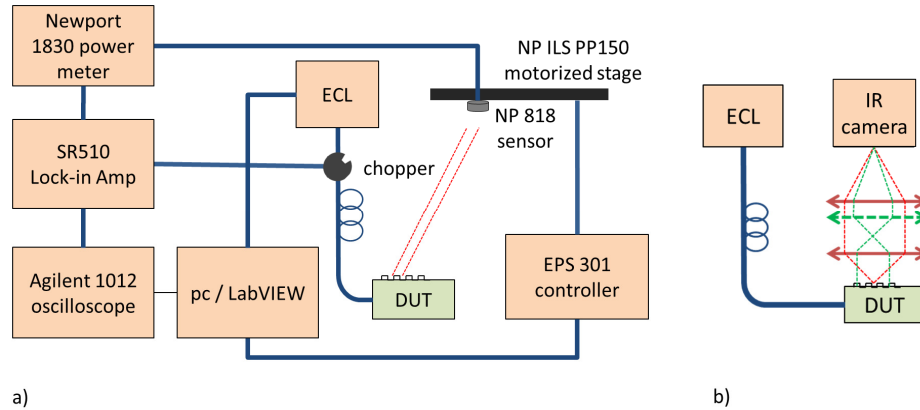 Newport
1830 power
meter
SR510
Lock-in Amp
Agilent 1012
oscilloscope
pc / LabVIEW
ECL
chopper
DUT
NP ILS PP150
motorized stage
NP 818
sensor
EPS 301
controller
a)
ECL
IR
camera
DUT
b)